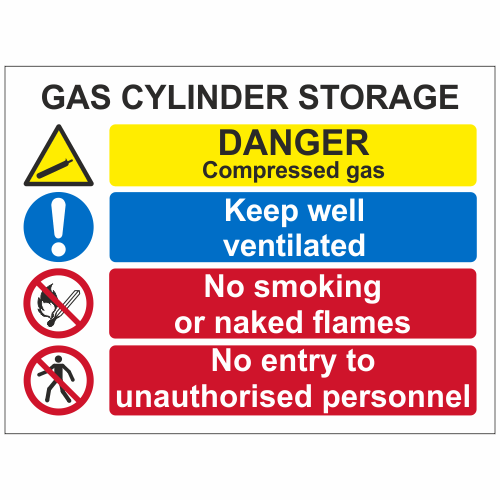 GAS CYLINDER STORAGE
DANGER
Compressed gas
Keep well
ventilated
No smoking
or naked flames
No entry to
unauthorised personnel